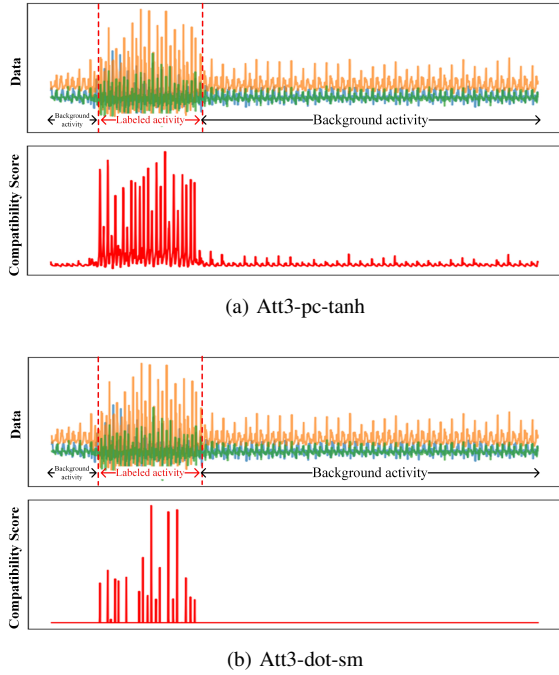 Data
Background
activity
Labeled activity
Background activity
Compatibility Score
(a) Att3-pc-tanh
Data
Background
activity
Labeled activity
Background activity
Compatibility Score
(b) Att3-dot-sm